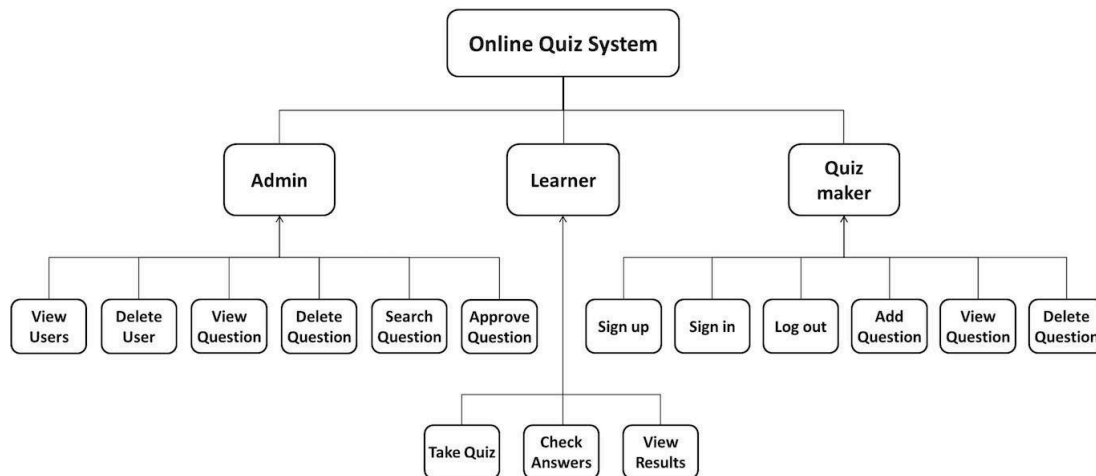 Online Quiz System
Admin
Learner
Quiz
maker
View
Users
Delete
User
View
Question
Delete
Question
Search
Question
Approve
Question
Sign up
Sign in
Log out
Add
Question
View
Question
Delete
Question
Take Quiz
Check
Answers
View
Results